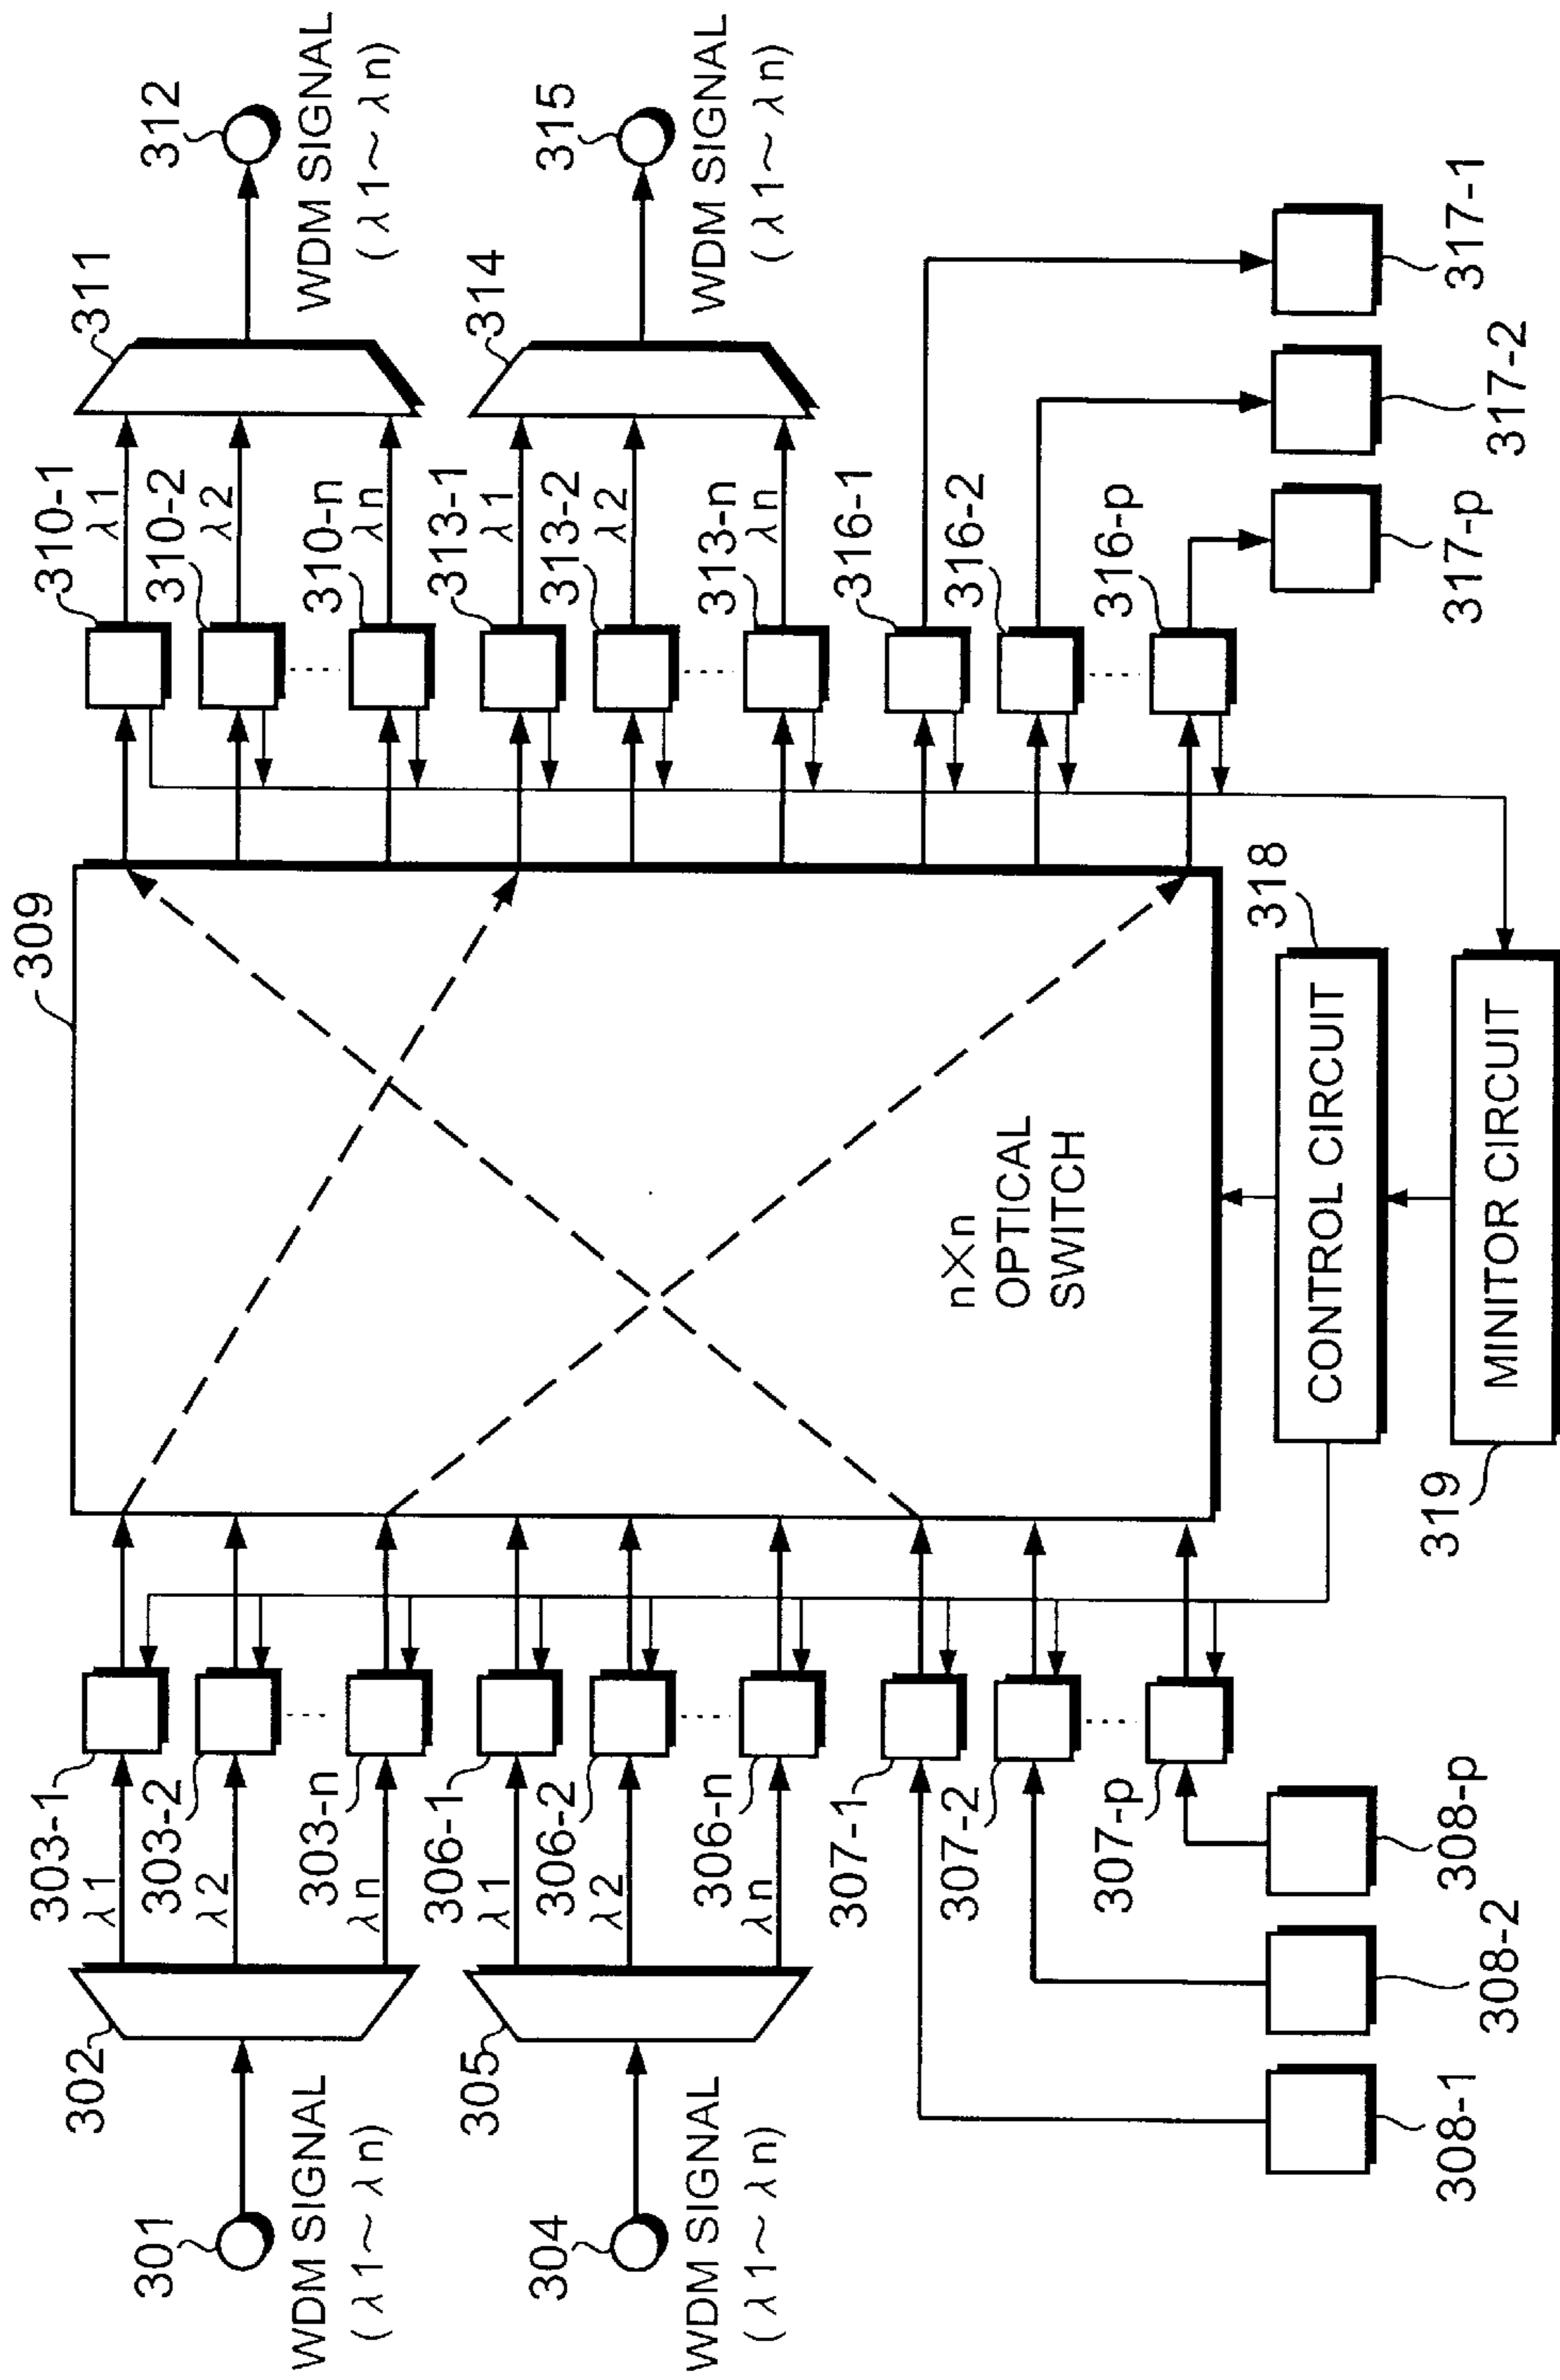 309
301
302
303-1
λ1
303-2
λ2
303-n
λn
WDM SIGNAL
(λ1~λn)
304
305
306-1
λ1
306-2
λ2
306-n
λn
WDM SIGNAL
(λ1~λn)
307-1
307-2
307-p
308-1
308-2
308-p
n×n
OPTICAL
SWITCH
310-1
λ1
310-2
λ2
310-n
λn
311
312
WDM SIGNAL
(λ1~λn)
313-1
λ1
313-2
λ2
313-n
λn
314
315
WDM SIGNAL
(λ1~λn)
316-1
316-2
316-p
317-p
317-2
317-1
318
CONTROL CIRCUIT
319
MINITOR CIRCUIT